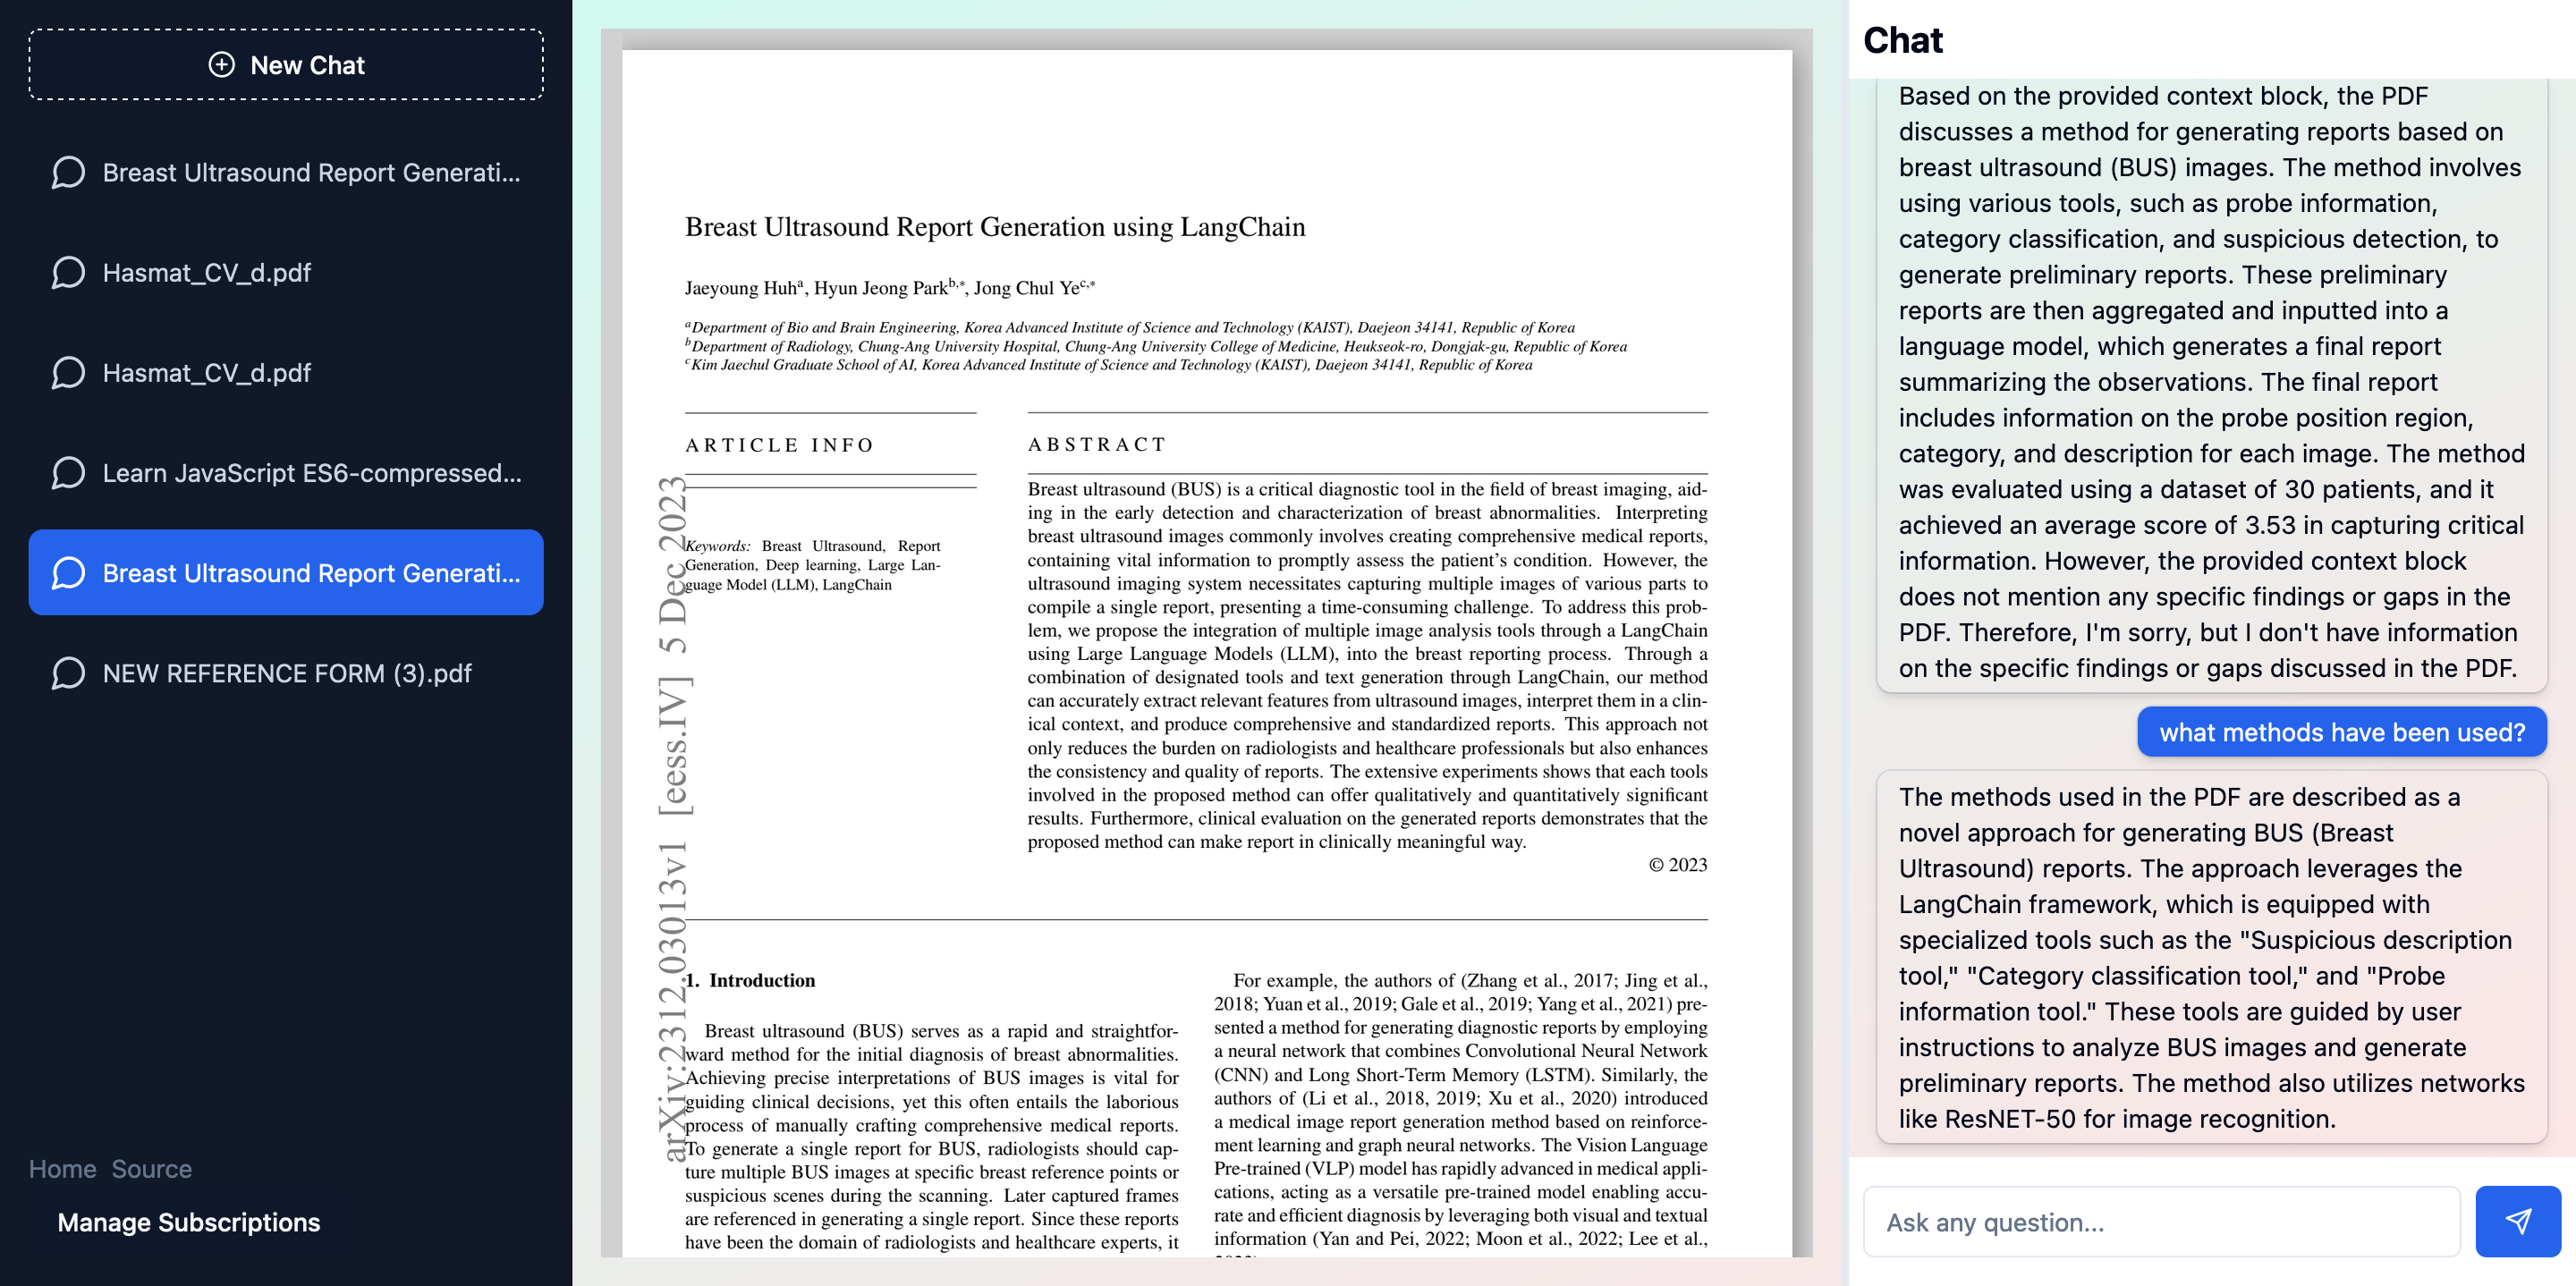 New Chat
Breast Ultrasound Report Generati...
Hasmat_CV_d.pdf
Hasmat_CV_d.pdf
Learn JavaScript ES6-compressed...
Breast Ultrasound Report Generati...
NEW REFERENCE FORM (3).pdf
Home Source
Manage Subscriptions
Breast Ultrasound Report Generation using LangChain
Jaeyoung Huhᵃ, Hyun Jeong Parkᵇ,*, Jong Chul Yeᶜ,*
ᵃDepartment of Bio and Brain Engineering, Korea Advanced Institute of Science and Technology (KAIST), Daejeon 34141, Republic of Korea
ᵇDepartment of Radiology, Chung-Ang University Hospital, Chung-Ang University College of Medicine, Heukseok-ro, Dongjak-gu, Republic of Korea
ᶜKim Jaechul Graduate School of AI, Korea Advanced Institute of Science and Technology (KAIST), Daejeon 34141, Republic of Korea
ARTICLE INFO
Keywords: Breast Ultrasound, Report
Generation, Deep learning, Large Lan-
guage Model (LLM), LangChain
ABSTRACT
Breast ultrasound (BUS) is a critical diagnostic tool in the field of breast imaging, aid-
ing in the early detection and characterization of breast abnormalities. Interpreting
breast ultrasound images commonly involves creating comprehensive medical reports,
containing vital information to promptly assess the patient's condition. However, the
ultrasound imaging system necessitates capturing multiple images of various parts to
compile a single report, presenting a time-consuming challenge. To address this prob-
lem, we propose the integration of multiple image analysis tools through a LangChain
using Large Language Models (LLM), into the breast reporting process. Through a
combination of designated tools and text generation through LangChain, our method
can accurately extract relevant features from ultrasound images, interpret them in a clin-
ical context, and produce comprehensive and standardized reports. This approach not
only reduces the burden on radiologists and healthcare professionals but also enhances
the consistency and quality of reports. The extensive experiments shows that each tools
involved in the proposed method can offer qualitatively and quantitatively significant
results. Furthermore, clinical evaluation on the generated reports demonstrates that the
proposed method can make report in clinically meaningful way.
© 2023
arXiv:2312.03013v1 [eess.IV] 5 Dec 2023
1. Introduction
Breast ultrasound (BUS) serves as a rapid and straightfor-
ward method for the initial diagnosis of breast abnormalities.
Achieving precise interpretations of BUS images is vital for
guiding clinical decisions, yet this often entails the laborious
process of manually crafting comprehensive medical reports.
To generate a single report for BUS, radiologists should cap-
ture multiple BUS images at specific breast reference points or
suspicious scenes during the scanning. Later captured frames
are referenced in generating a single report. Since these reports
have been the domain of radiologists and healthcare experts, it
For example, the authors of (Zhang et al., 2017; Jing et al.,
2018; Yuan et al., 2019; Gale et al., 2019; Yang et al., 2021) pre-
sented a method for generating diagnostic reports by employing
a neural network that combines Convolutional Neural Network
(CNN) and Long Short-Term Memory (LSTM). Similarly, the
authors of (Li et al., 2018, 2019; Xu et al., 2020) introduced
a medical image report generation method based on reinforce-
ment learning and graph neural networks. The Vision Language
Pre-trained (VLP) model has rapidly advanced in medical appli-
cations, acting as a versatile pre-trained model enabling accu-
rate and efficient diagnosis by leveraging both visual and textual
information (Yan and Pei, 2022; Moon et al., 2022; Lee et al.,
Chat
Based on the provided context block, the PDF
discusses a method for generating reports based on
breast ultrasound (BUS) images. The method involves
using various tools, such as probe information,
category classification, and suspicious detection, to
generate preliminary reports. These preliminary
reports are then aggregated and inputted into a
language model, which generates a final report
summarizing the observations. The final report
includes information on the probe position region,
category, and description for each image. The method
was evaluated using a dataset of 30 patients, and it
achieved an average score of 3.53 in capturing critical
information. However, the provided context block
does not mention any specific findings or gaps in the
PDF. Therefore, I'm sorry, but I don't have information
on the specific findings or gaps discussed in the PDF.
what methods have been used?
The methods used in the PDF are described as a
novel approach for generating BUS (Breast
Ultrasound) reports. The approach leverages the
LangChain framework, which is equipped with
specialized tools such as the "Suspicious description
tool," "Category classification tool," and "Probe
information tool." These tools are guided by user
instructions to analyze BUS images and generate
preliminary reports. The method also utilizes networks
like ResNET-50 for image recognition.
Ask any question...